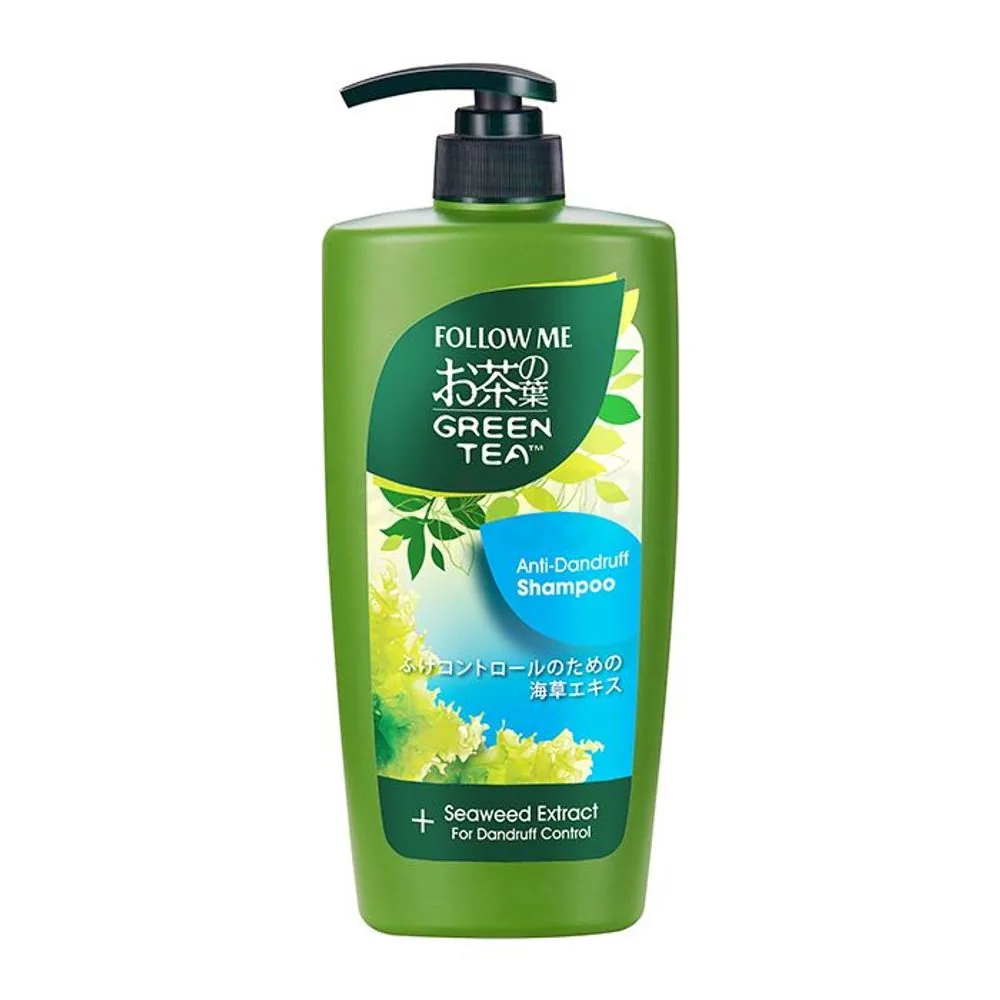 FOLLOW ME
お茶の葉
GREEN
TEA™
Anti-Dandruff
Shampoo
ふけコントロールのための
海草エキス
+ Seaweed Extract
For Dandruff Control